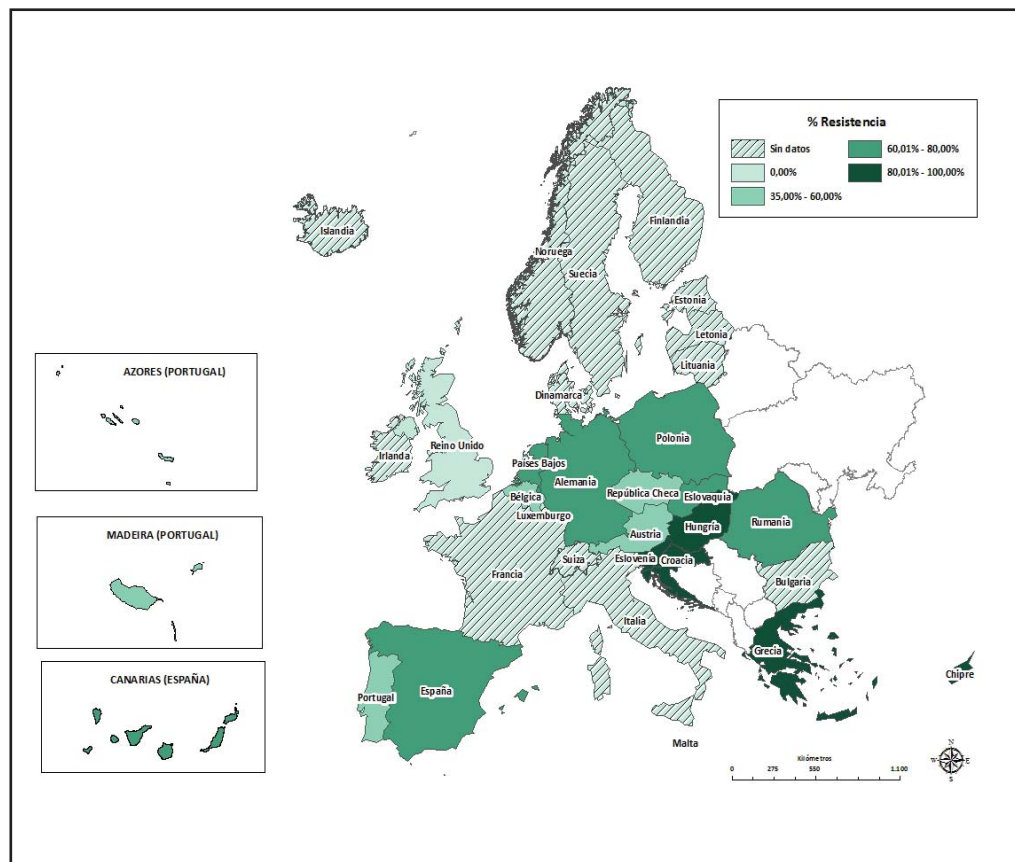 % Resistencia
Sin datos
0,00%
35,00% - 60,00%
60,01% - 80,00%
80,01% - 100,00%
Islandia
Noruega
Suecia
Finlandia
Estonia
Letonia
Lituania
Dinamarca
Irlanda
Reino Unido
Paises Bajos
Alemania
Polonia
Bélgica
Luxemburgo
República Checa
Eslovaquia
Austria
Hungría
Rumanía
Francia
Suiza
Eslovenia
Croacia
Bulgaria
Italia
Grecia
Chipre
Portugal
España
Malta
AZORES (PORTUGAL)
MADEIRA (PORTUGAL)
CANARIAS (ESPAÑA)
Kilómetros
0 275 550 1.100
N
W E
S